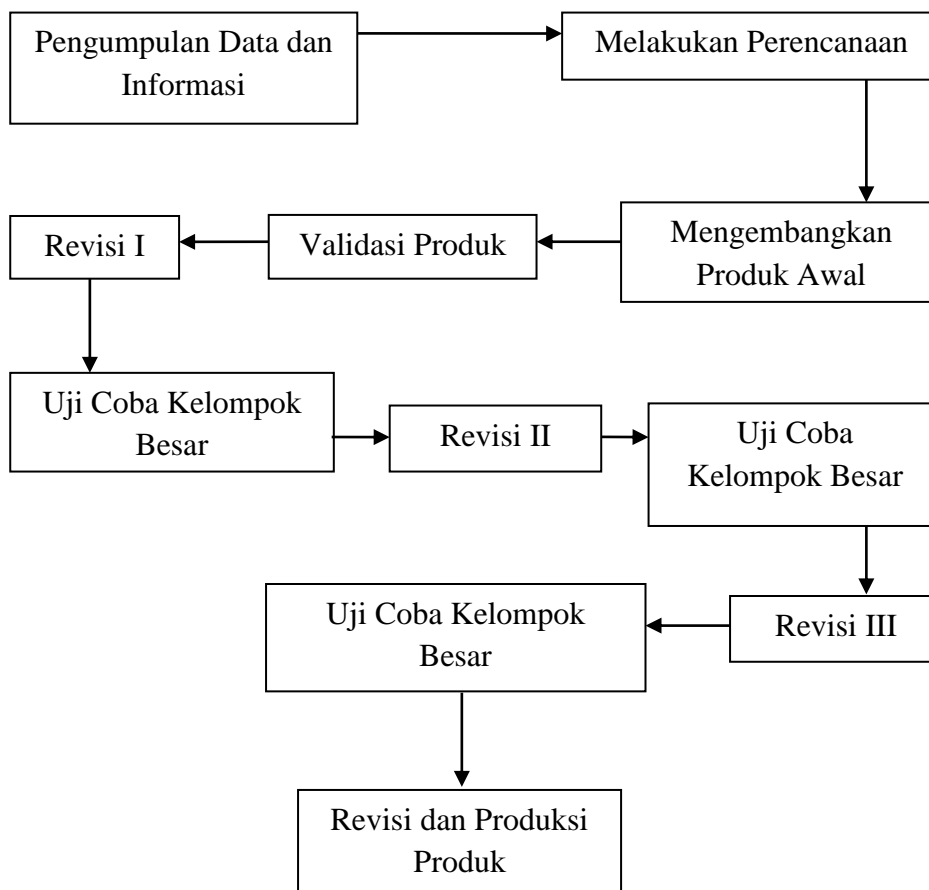 Pengumpulan Data dan
Informasi
Melakukan Perencanaan
Mengembangkan
Produk Awal
Validasi Produk
Revisi I
Uji Coba Kelompok
Besar
Revisi II
Uji Coba
Kelompok Besar
Revisi III
Uji Coba Kelompok
Besar
Revisi dan Produksi
Produk